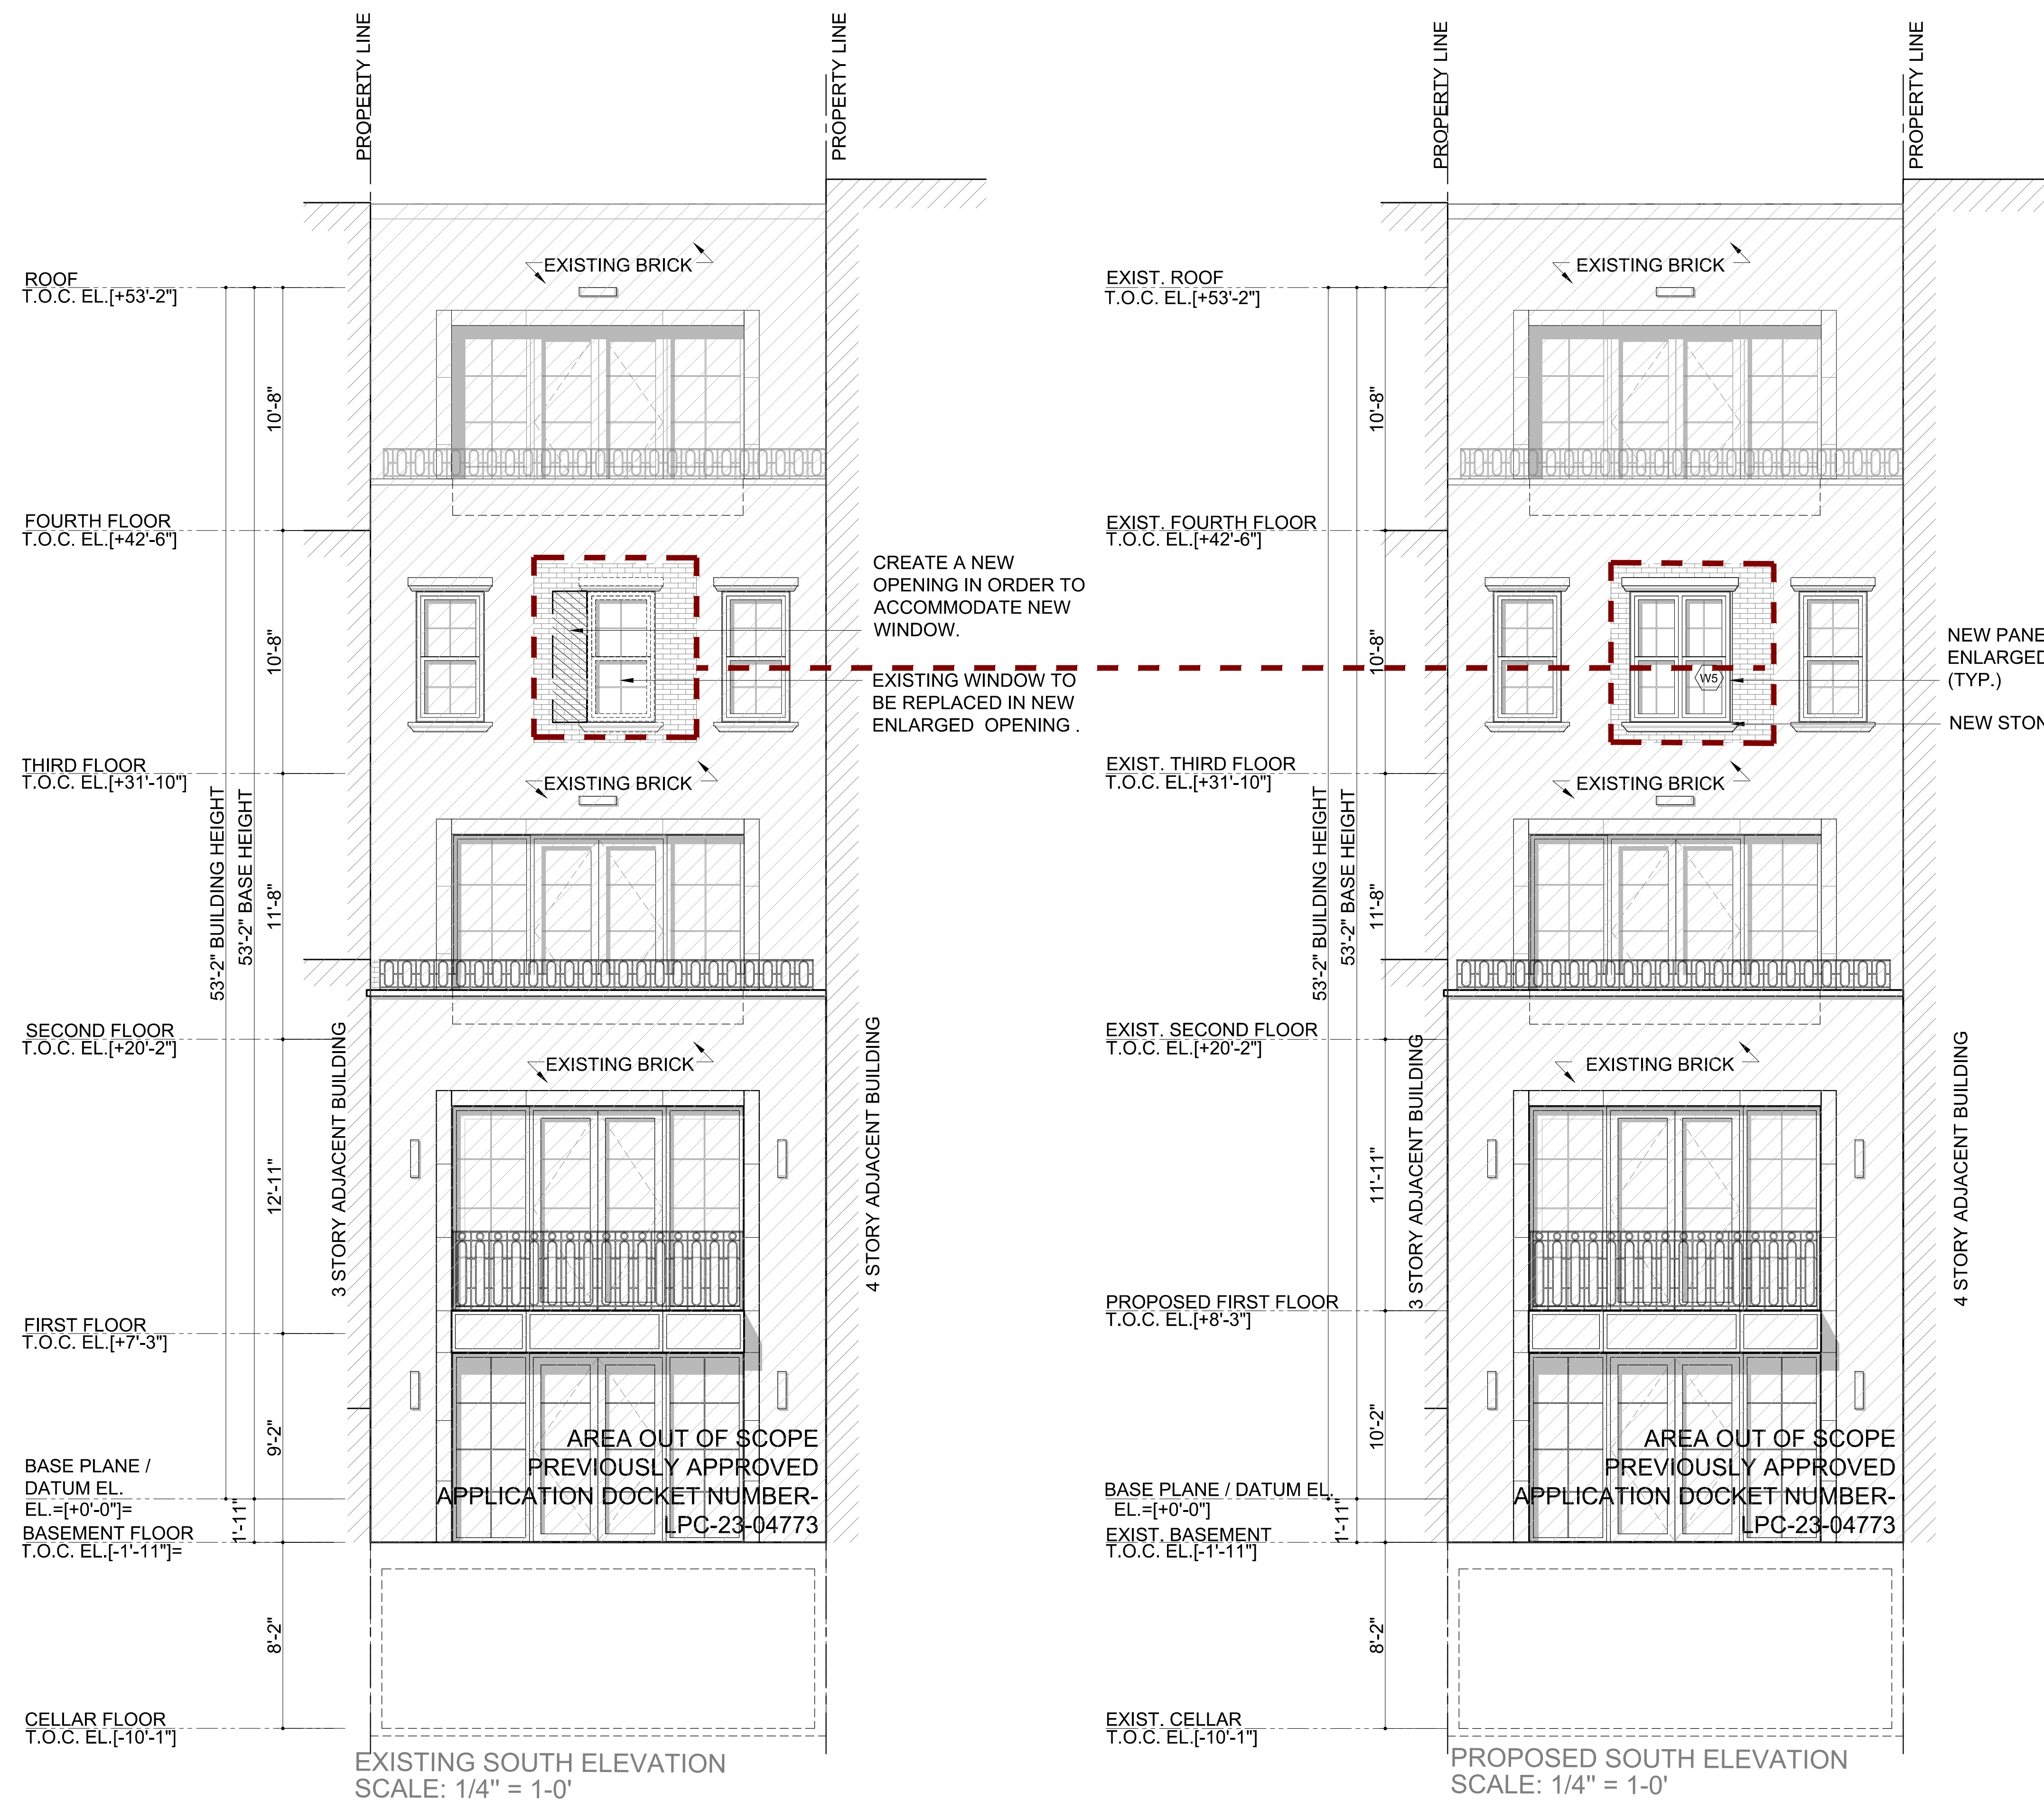 PROPERTY LINE
PROPERTY LINE
ROOF
T.O.C. EL.[+53'-2"]
EXISTING BRICK
10'-8"
FOURTH FLOOR
T.O.C. EL.[+42'-6"]
CREATE A NEW
OPENING IN ORDER TO
ACCOMMODATE NEW
WINDOW.
10'-8"
EXISTING WINDOW TO
BE REPLACED IN NEW
ENLARGED OPENING .
THIRD FLOOR
T.O.C. EL.[+31'-10"]
EXISTING BRICK
53'-2" BUILDING HEIGHT
53'-2" BASE HEIGHT
11'-8"
SECOND FLOOR
T.O.C. EL.[+20'-2"]
EXISTING BRICK
3 STORY ADJACENT BUILDING
4 STORY ADJACENT BUILDING
12'-11"
FIRST FLOOR
T.O.C. EL.[+7'-3"]
9'-2"
AREA OUT OF SCOPE
PREVIOUSLY APPROVED
APPLICATION DOCKET NUMBER-
LPC-23-04773
BASE PLANE /
DATUM EL.
EL.=[+0'-0"]=
1'-11"
BASEMENT FLOOR
T.O.C. EL.[-1'-11"]=
8'-2"
CELLAR FLOOR
T.O.C. EL.[-10'-1"]
EXISTING SOUTH ELEVATION
SCALE: 1/4" = 1-0'
PROPERTY LINE
PROPERTY LINE
EXIST. ROOF
T.O.C. EL.[+53'-2"]
EXISTING BRICK
10'-8"
EXIST. FOURTH FLOOR
T.O.C. EL.[+42'-6"]
10'-8"
W5
NEW PANE
ENLARGED
(TYP.)
NEW STON
EXIST. THIRD FLOOR
T.O.C. EL.[+31'-10"]
EXISTING BRICK
53'-2" BUILDING HEIGHT
53'-2" BASE HEIGHT
11'-8"
EXIST. SECOND FLOOR
T.O.C. EL.[+20'-2"]
EXISTING BRICK
3 STORY ADJACENT BUILDING
4 STORY ADJACENT BUILDING
11'-11"
PROPOSED FIRST FLOOR
T.O.C. EL.[+8'-3"]
10'-2"
AREA OUT OF SCOPE
PREVIOUSLY APPROVED
APPLICATION DOCKET NUMBER-
LPC-23-04773
BASE PLANE / DATUM EL.
EL.=[+0'-0"]
1'-11"
EXIST. BASEMENT
T.O.C. EL.[-1'-11"]
8'-2"
EXIST. CELLAR
T.O.C. EL.[-10'-1"]
PROPOSED SOUTH ELEVATION
SCALE: 1/4" = 1-0'